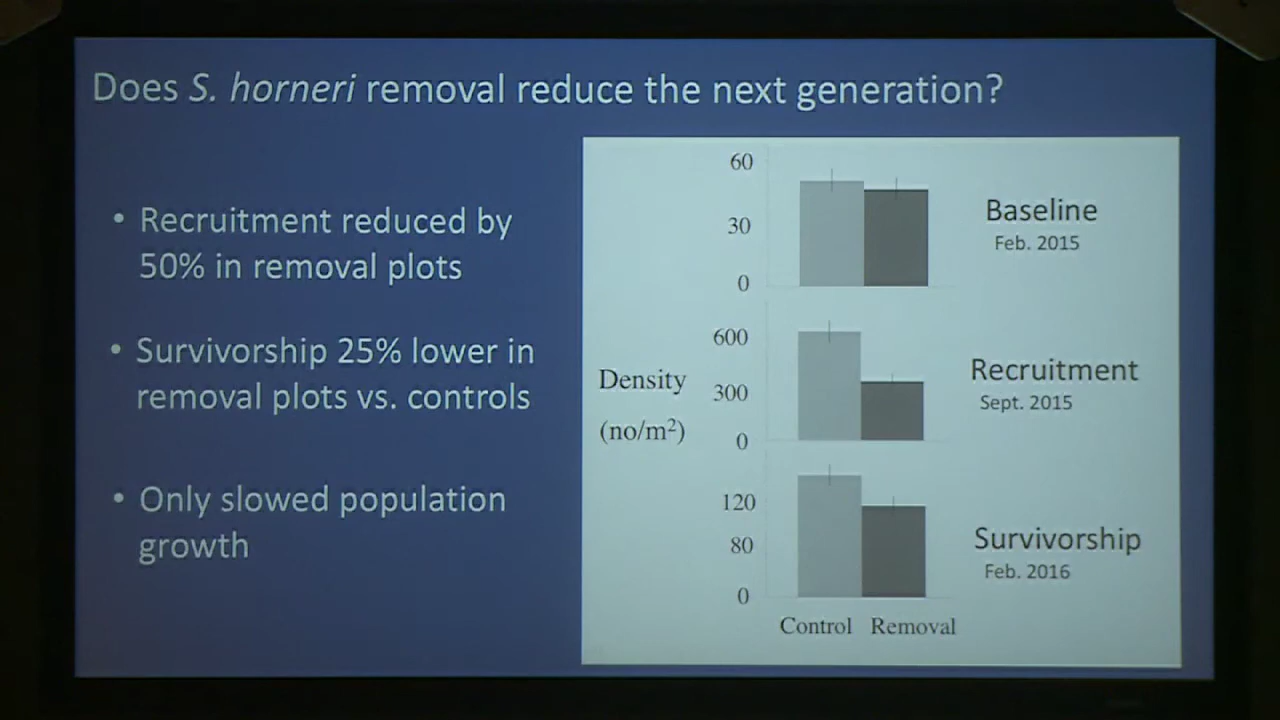 Does S. horneri removal reduce the next generation?
• Recruitment reduced by
50% in removal plots
• Survivorship 25% lower in
removal plots vs. controls
• Only slowed population
growth
Density
(no/m²)
60
30
0
Baseline
Feb. 2015
600
300
0
Recruitment
Sept. 2015
120
80
0
Survivorship
Feb. 2016
Control Removal